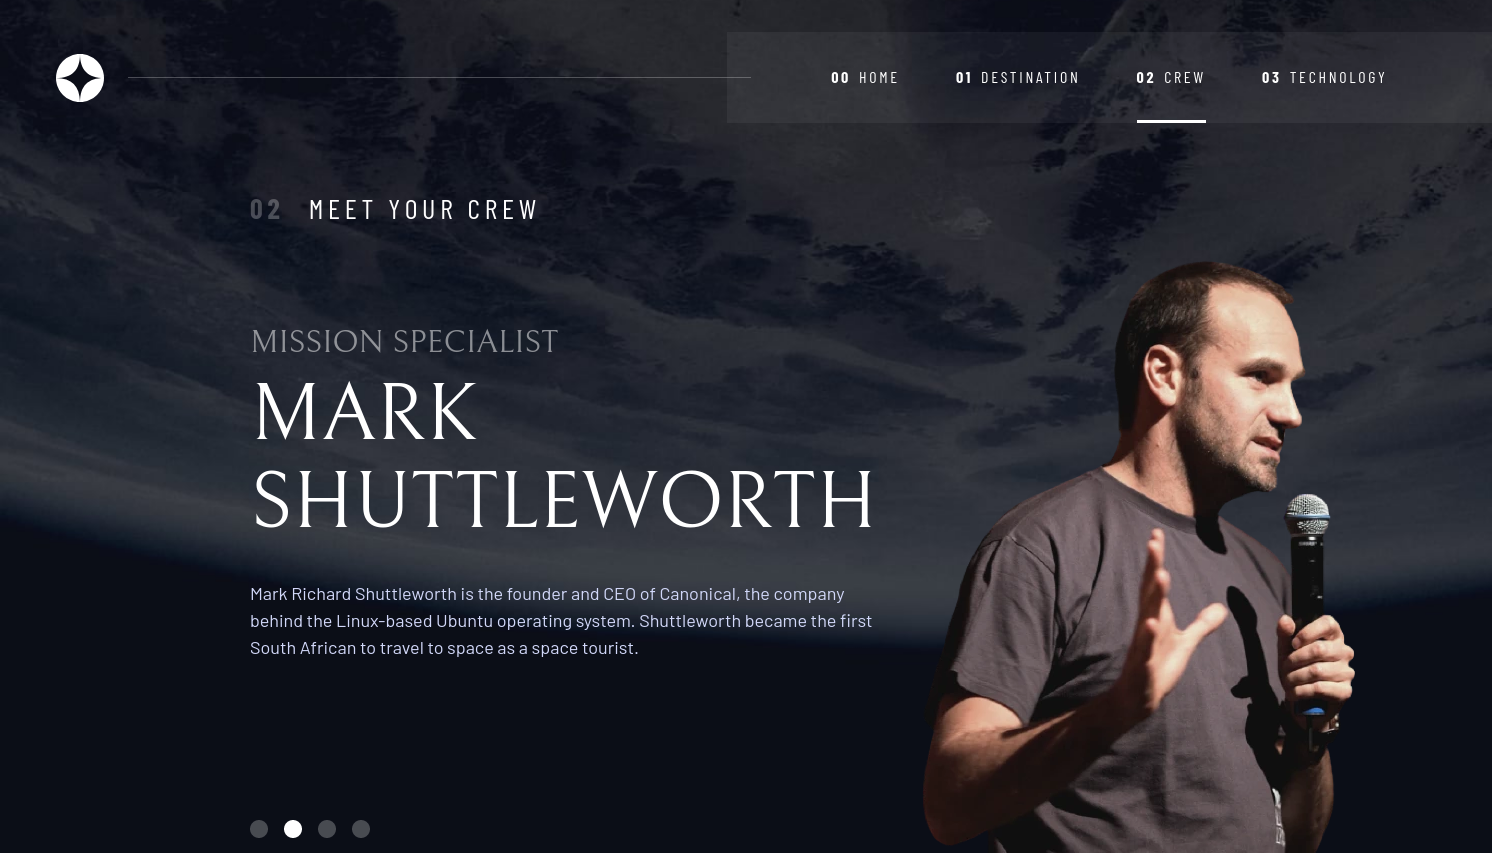 00 HOME 01 DESTINATION 02 CREW 03 TECHNOLOGY
02 MEET YOUR CREW
MISSION SPECIALIST
MARK
SHUTTLEWORTH
Mark Richard Shuttleworth is the founder and CEO of Canonical, the company
behind the Linux-based Ubuntu operating system. Shuttleworth became the first
South African to travel to space as a space tourist.